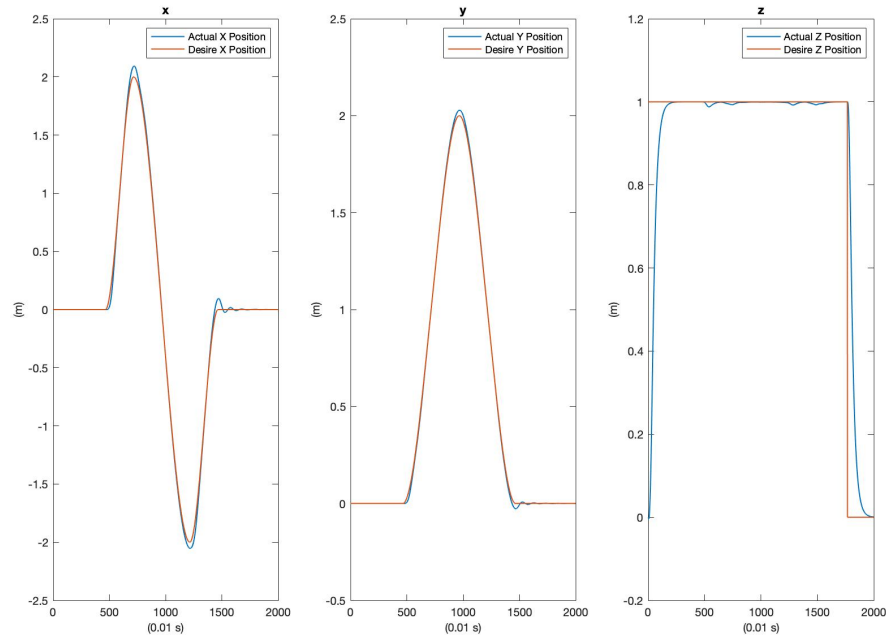 x
Actual X Position
Desire X Position
2.5
2
1.5
1
0.5
0
-0.5
-1
-1.5
-2
-2.5
(m)
0
500
1000
1500
2000
(0.01 s)
y
Actual Y Position
Desire Y Position
2.5
2
1.5
1
0.5
0
-0.5
(m)
0
500
1000
1500
2000
(0.01 s)
z
Actual Z Position
Desire Z Position
1.2
1
0.8
0.6
0.4
0.2
0
-0.2
(m)
0
500
1000
1500
2000
(0.01 s)